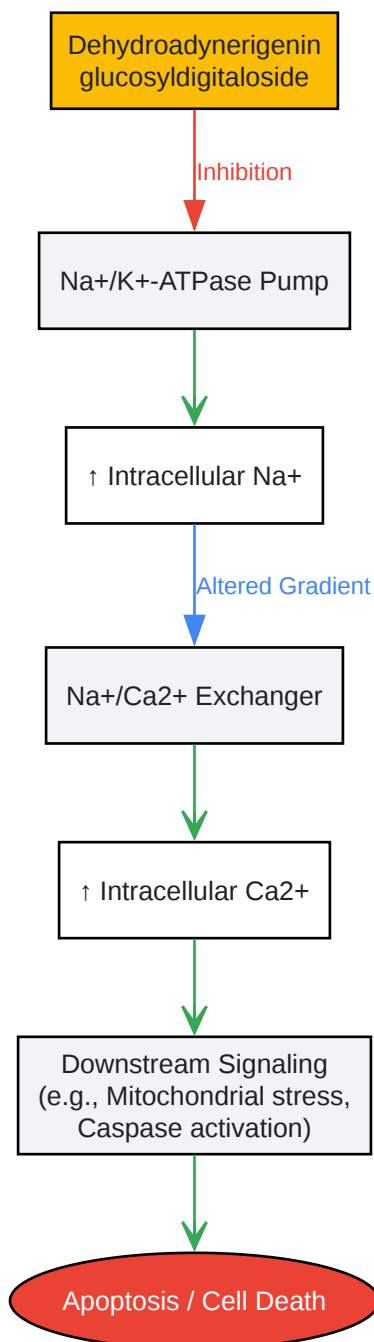 Dehydroadynerigenin
glucosyldigitaloside
Inhibition
Na+/K+-ATPase Pump
↑ Intracellular Na+
Altered Gradient
Na+/Ca2+ Exchanger
↑ Intracellular Ca2+
Downstream Signaling
(e.g., Mitochondrial stress,
Caspase activation)
Apoptosis / Cell Death